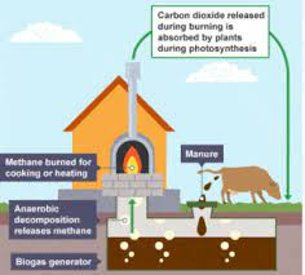 Carbon dioxide released
during burning is
absorbed by plants
during photosynthesis
Methane burned for
cooking or heating
Manure
Anaerobic
decomposition
releases methane
Biogas generator